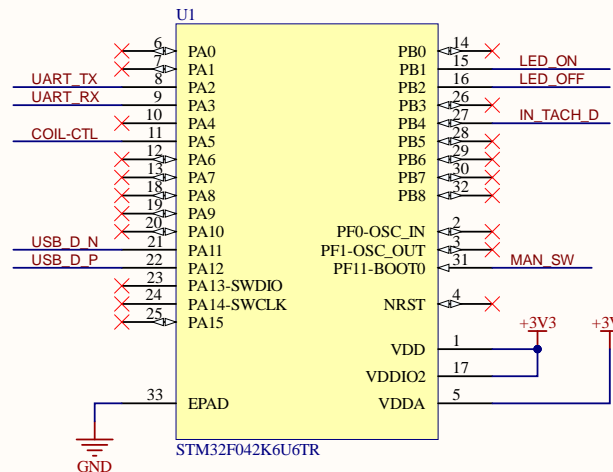 U1
6 PA0
7 PA1
UART_TX 8 PA2
UART_RX 9 PA3
10 PA4
COIL-CTL 11 PA5
12 PA6
13 PA7
18 PA8
19 PA9
20 PA10
USB_D_N 21 PA11
USB_D_P 22 PA12
23 PA13-SWDIO
24 PA14-SWCLK
25 PA15
33 EPAD
GND
PB0 14
PB1 15 LED_ON
PB2 16 LED_OFF
PB3 26
PB4 27 IN_TACH_D
PB5 28
PB6 29
PB7 30
PB8 32
PF0-OSC_IN 2
PF1-OSC_OUT 3
PF11-BOOT0 31 MAN_SW
NRST 4
+3V3
VDD 1
VDDIO2 17
VDDA 5
STM32F042K6U6TR